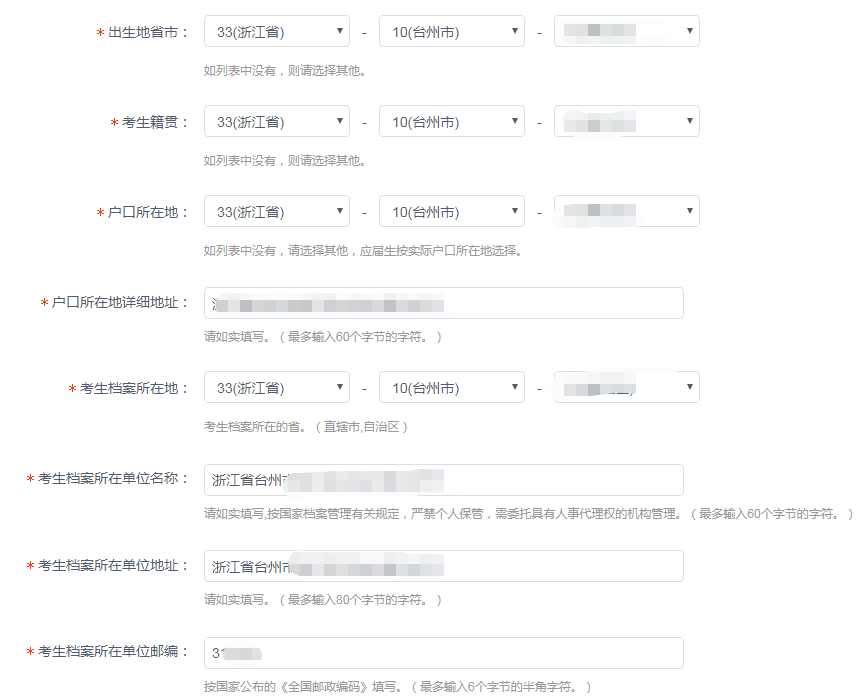 *出生地省市： 33(浙江省) - 10(台州市) -
如列表中没有，则请选择其他。
*考生籍贯： 33(浙江省) - 10(台州市) -
如列表中没有，则请选择其他。
*户口所在地： 33(浙江省) - 10(台州市) -
如列表中没有，请选择其他，应届生按实际户口所在地选择。
*户口所在地详细地址：
请如实填写。（最多输入60个字节的字符。）
*考生档案所在地： 33(浙江省) - 10(台州市) -
考生档案所在的省。（直辖市,自治区）
*考生档案所在单位名称： 浙江省台州市
请如实填写,按国家档案管理有关规定，严禁个人保管，需委托具有人事代理权的机构管理。（最多输入60个字节的字符。）
*考生档案所在单位地址： 浙江省台州市
请如实填写。（最多输入80个字节的字符。）
*考生档案所在单位邮编： 31
按国家公布的《全国邮政编码》填写。（最多输入6个字节的半角字符。）